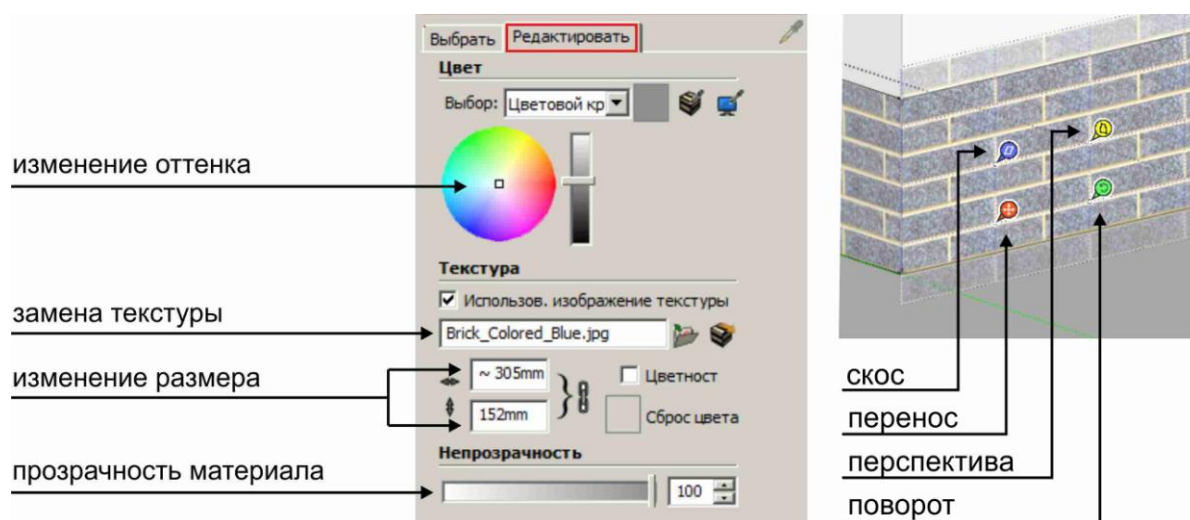 Выбрать Редактировать
Цвет
Выбор: Цветовой кр
изменение оттенка
Текстура
Использов. изображение текстуры
замена текстуры
Brick_Colored_Blue.jpg
изменение размера
~ 305mm
Цветност
152mm
Сброс цвета
Непрозрачность
прозрачность материала
100
скос
перенос
перспектива
поворот